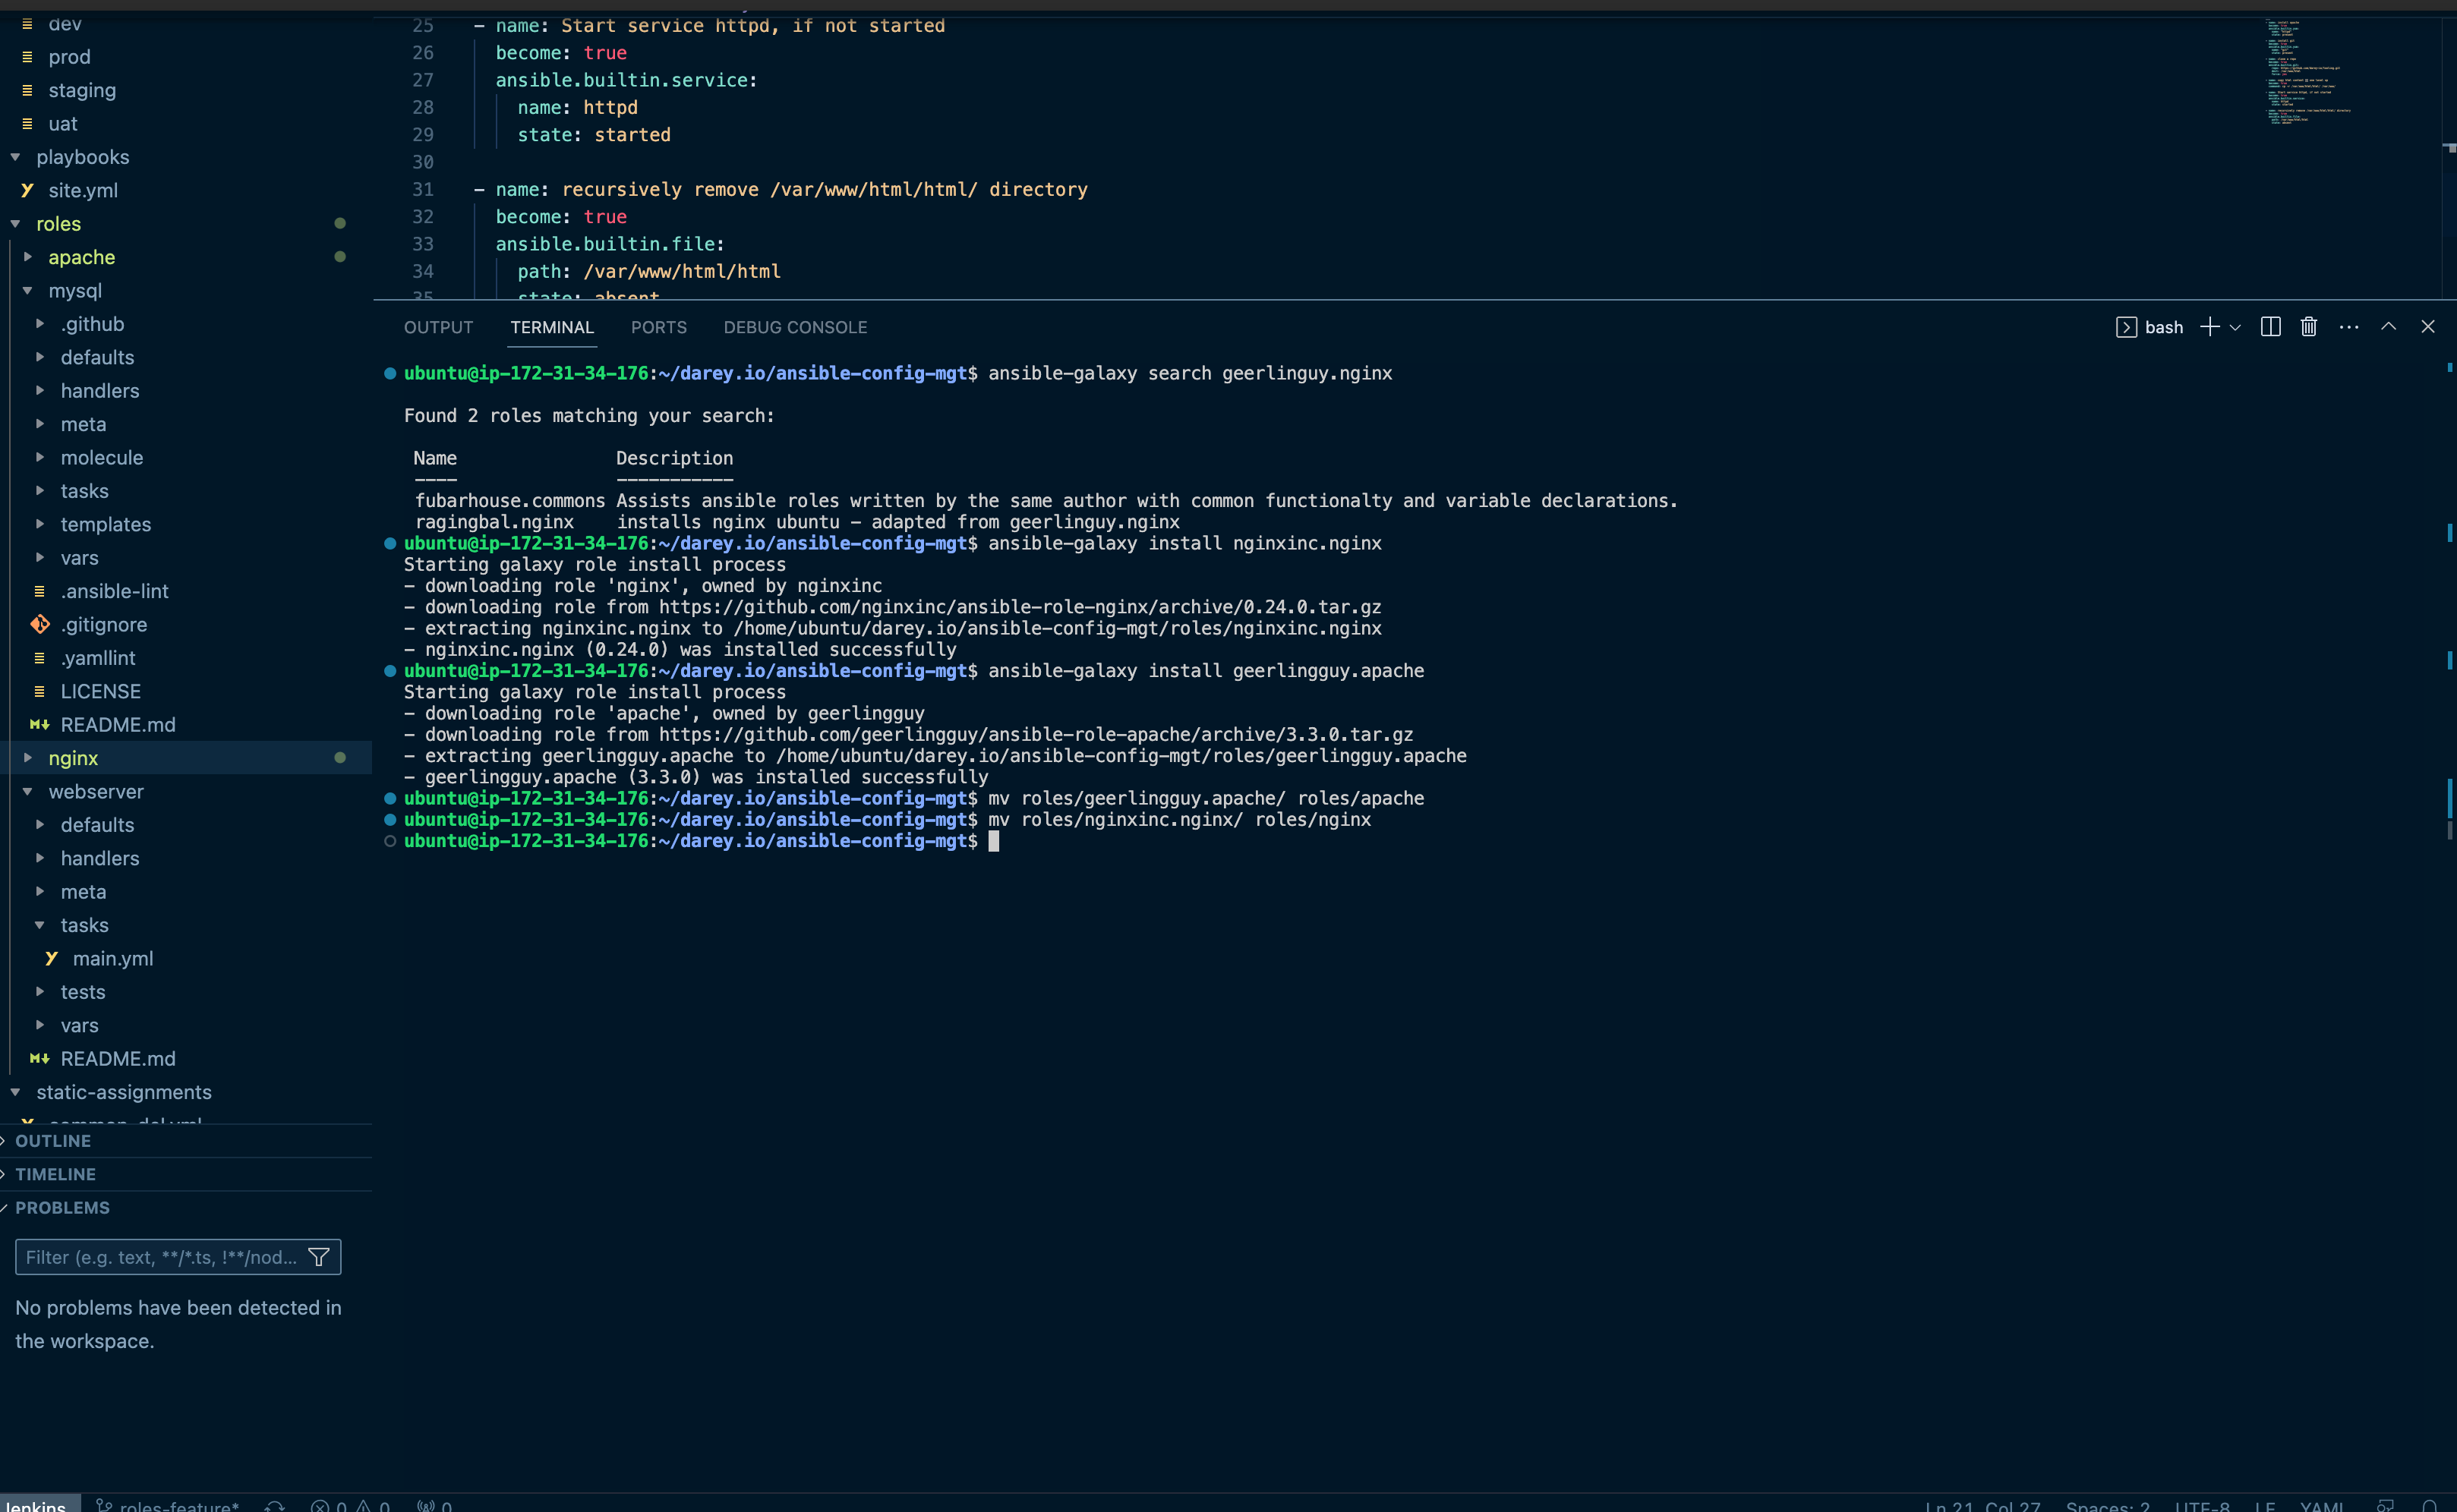 dev
prod
staging
uat
playbooks
site.yml
roles
apache
mysql
.github
defaults
handlers
meta
molecule
tasks
templates
vars
.ansible-lint
.gitignore
.yamllint
LICENSE
README.md
nginx
webserver
defaults
handlers
meta
tasks
main.yml
tests
vars
README.md
static-assignments
OUTLINE
TIMELINE
PROBLEMS
Filter (e.g. text, **/*.ts, !**/nod...
No problems have been detected in
the workspace.
25 - name: Start service httpd, if not started
26 become: true
27 ansible.builtin.service:
28 name: httpd
29 state: started
30
31 - name: recursively remove /var/www/html/html/ directory
32 become: true
33 ansible.builtin.file:
34 path: /var/www/html/html
35 state: absent
OUTPUT TERMINAL PORTS DEBUG CONSOLE bash
ubuntu@ip-172-31-34-176:~/darey.io/ansible-config-mgt$ ansible-galaxy search geerlinguy.nginx
Found 2 roles matching your search:
Name Description
---- -----------
fubarhouse.commons Assists ansible roles written by the same author with common functionalty and variable declarations.
ragingbal.nginx installs nginx ubuntu - adapted from geerlinguy.nginx
ubuntu@ip-172-31-34-176:~/darey.io/ansible-config-mgt$ ansible-galaxy install nginxinc.nginx
Starting galaxy role install process
- downloading role 'nginx', owned by nginxinc
- downloading role from https://github.com/nginxinc/ansible-role-nginx/archive/0.24.0.tar.gz
- extracting nginxinc.nginx to /home/ubuntu/darey.io/ansible-config-mgt/roles/nginxinc.nginx
- nginxinc.nginx (0.24.0) was installed successfully
ubuntu@ip-172-31-34-176:~/darey.io/ansible-config-mgt$ ansible-galaxy install geerlingguy.apache
Starting galaxy role install process
- downloading role 'apache', owned by geerlingguy
- downloading role from https://github.com/geerlingguy/ansible-role-apache/archive/3.3.0.tar.gz
- extracting geerlingguy.apache to /home/ubuntu/darey.io/ansible-config-mgt/roles/geerlingguy.apache
- geerlingguy.apache (3.3.0) was installed successfully
ubuntu@ip-172-31-34-176:~/darey.io/ansible-config-mgt$ mv roles/geerlingguy.apache/ roles/apache
ubuntu@ip-172-31-34-176:~/darey.io/ansible-config-mgt$ mv roles/nginxinc.nginx/ roles/nginx
ubuntu@ip-172-31-34-176:~/darey.io/ansible-config-mgt$
Jenkins roles-feature* 0 0 0 Ln 21, Col 27 Spaces: 2 UTF-8 LF YAML